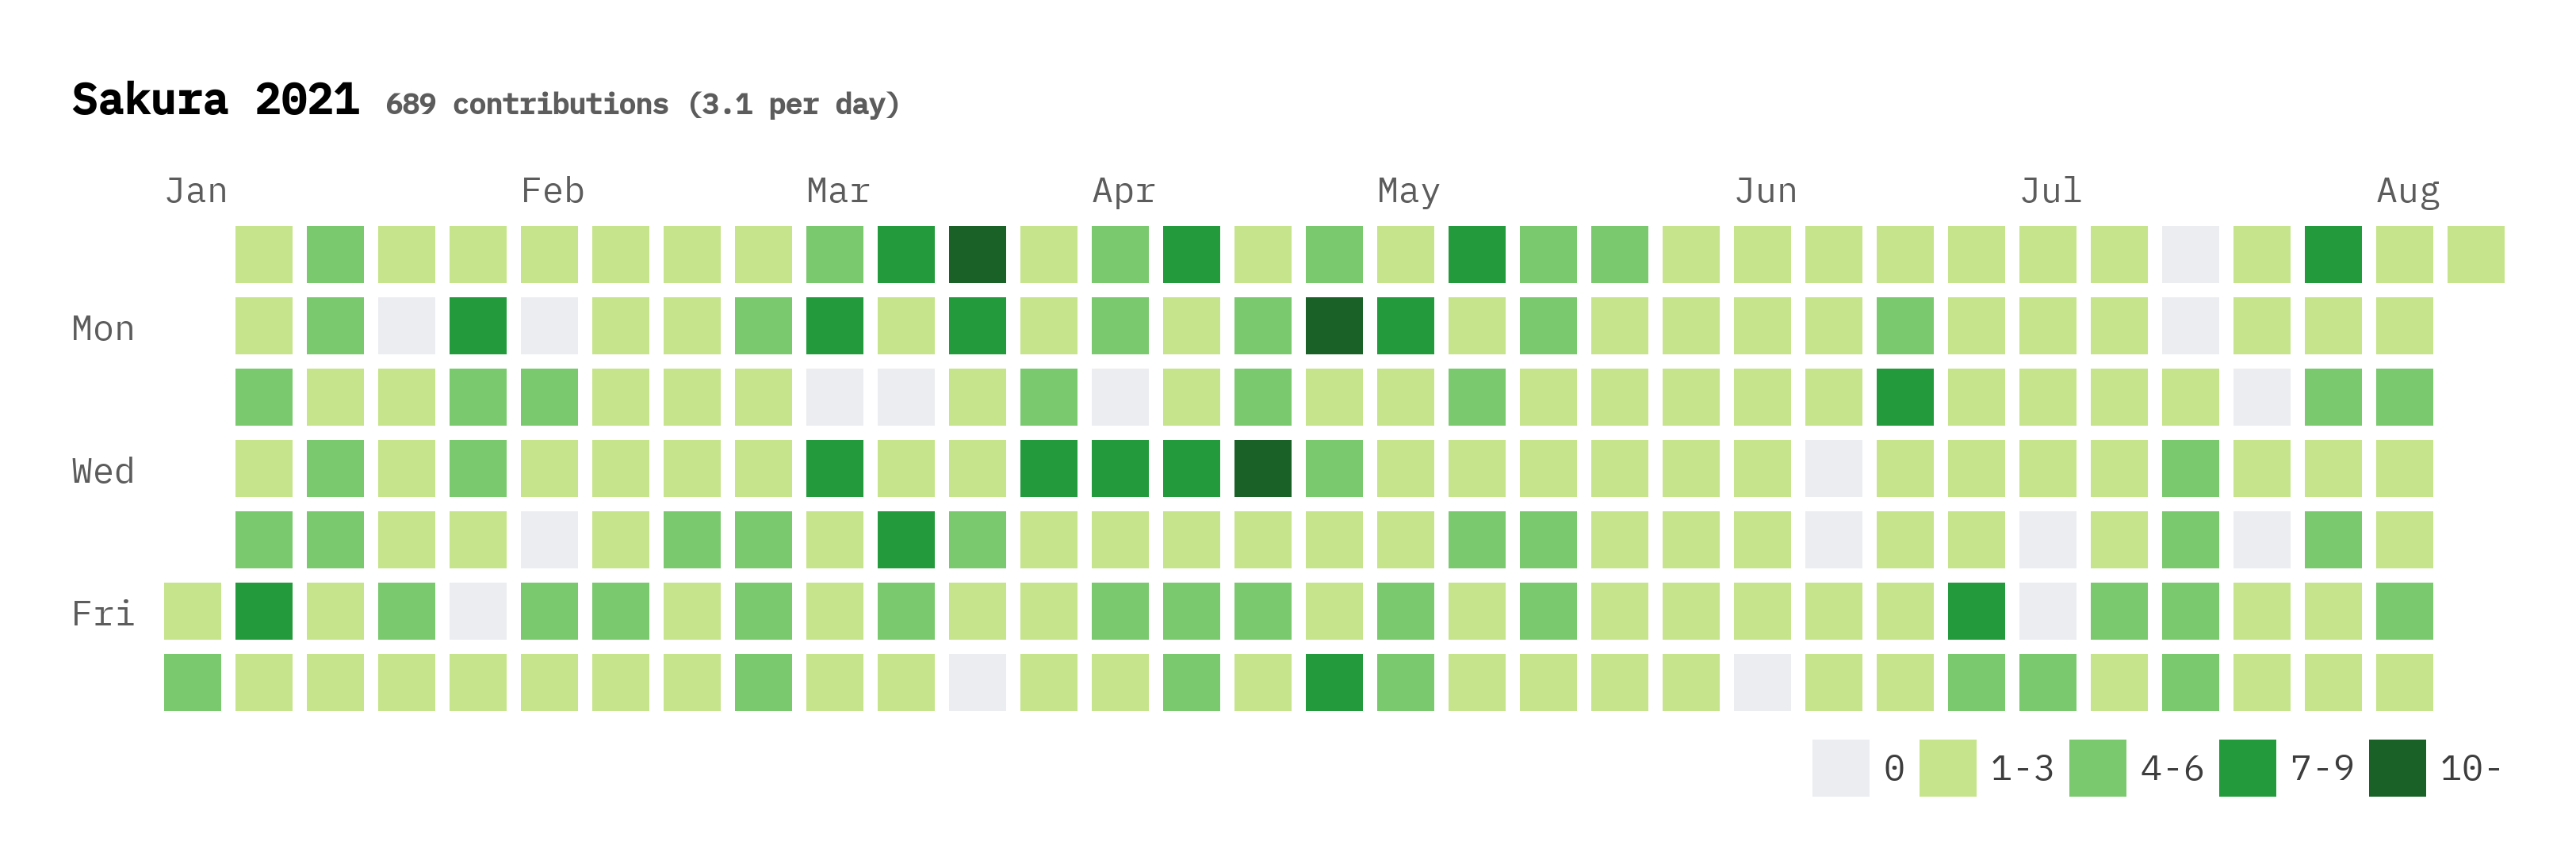 Sakura 2021 689 contributions (3.1 per day)
Jan Feb Mar Apr May Jun Jul Aug
Mon
Wed
Fri
0 1-3 4-6 7-9 10-